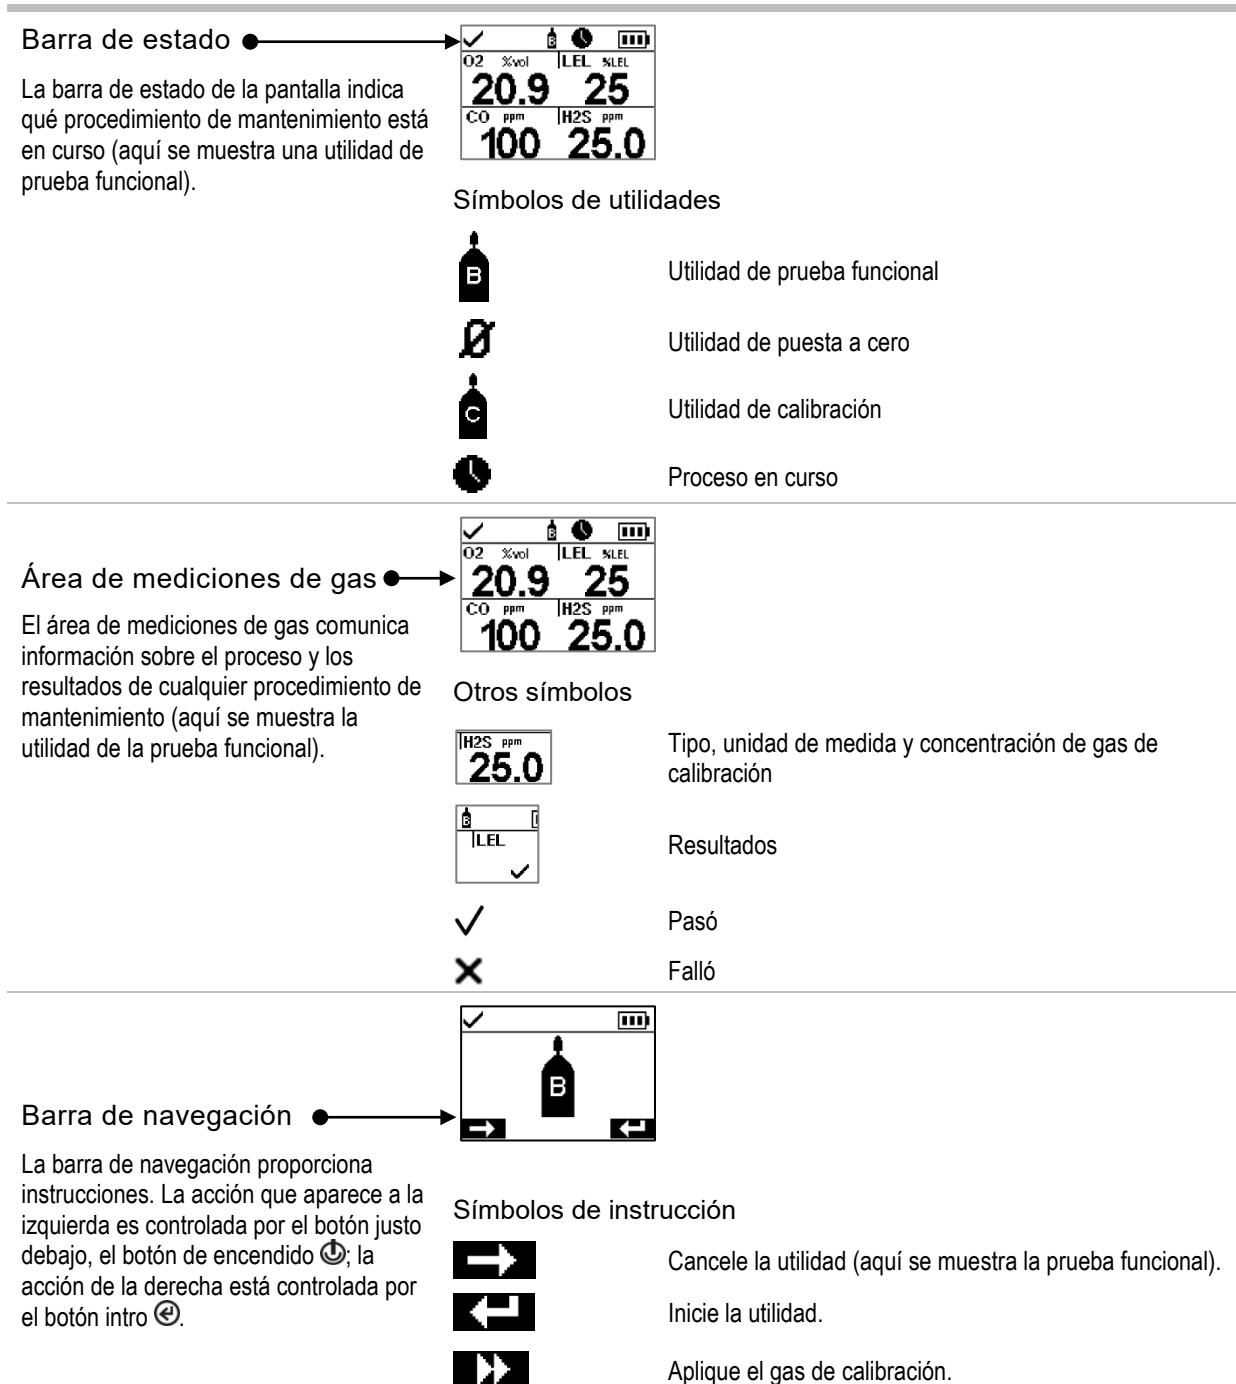 Barra de estado
La barra de estado de la pantalla indica
qué procedimiento de mantenimiento está
en curso (aquí se muestra una utilidad de
prueba funcional).
B
O2 %vol LEL %LEL
20.9 25
CO ppm H2S ppm
100 25.0
Símbolos de utilidades
B
Utilidad de prueba funcional
Utilidad de puesta a cero
C
Utilidad de calibración
Proceso en curso
Área de mediciones de gas
El área de mediciones de gas comunica
información sobre el proceso y los
resultados de cualquier procedimiento de
mantenimiento (aquí se muestra la
utilidad de la prueba funcional).
B
O2 %vol LEL %LEL
20.9 25
CO ppm H2S ppm
100 25.0
Otros símbolos
H2S ppm
25.0
Tipo, unidad de medida y concentración de gas de
calibración
B
LEL
Resultados
Pasó
Falló
Barra de navegación
La barra de navegación proporciona
instrucciones. La acción que aparece a la
izquierda es controlada por el botón justo
debajo, el botón de encendido ; la
acción de la derecha está controlada por
el botón intro .
B
Símbolos de instrucción
Cancele la utilidad (aquí se muestra la prueba funcional).
Inicie la utilidad.
Aplique el gas de calibración.